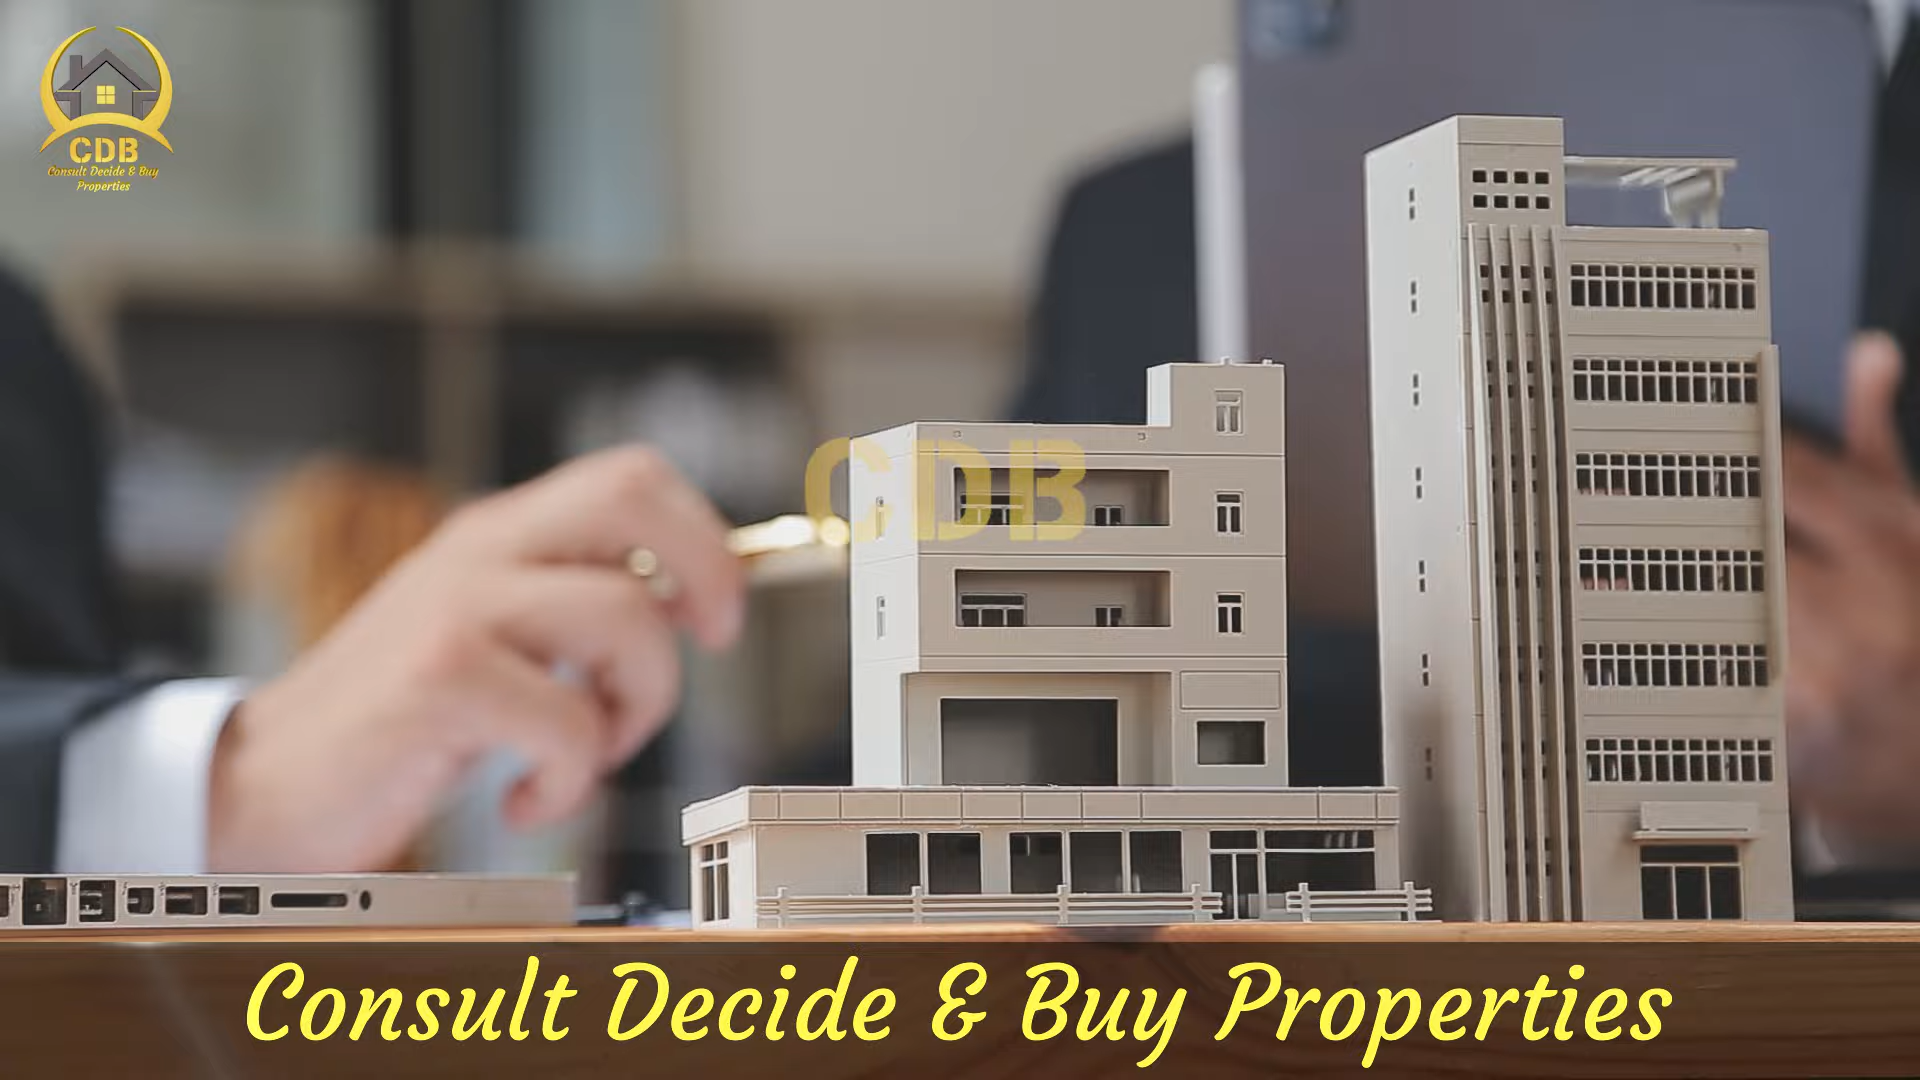 CDB
Consult Decide & Buy
Properties
CDB
Consult Decide & Buy Properties